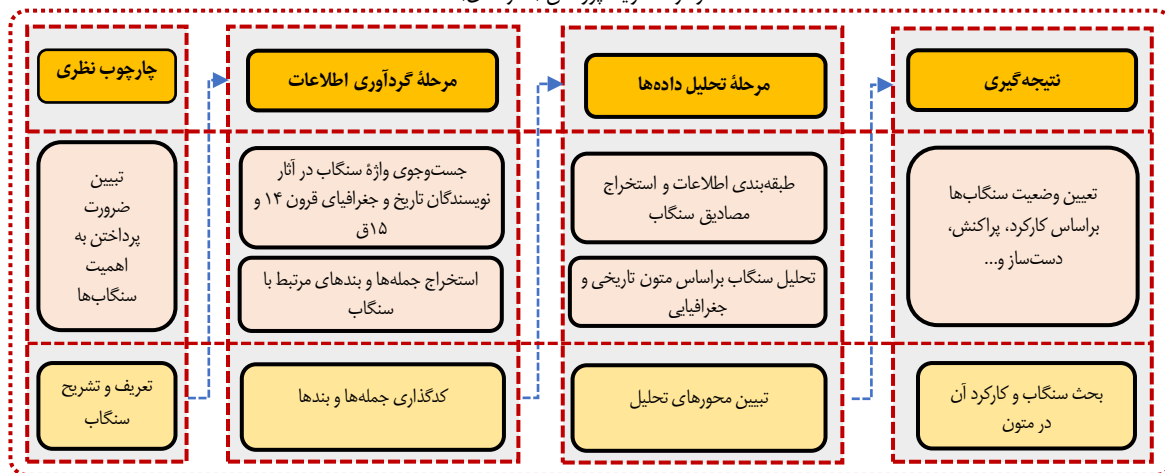 چارچوب نظری
تبیین
ضرورت
پرداختن به
اهمیت
سنگاب‌ها
تعریف و تشریح
سنگاب
مرحلهٔ گردآوری اطلاعات
جست‌وجوی واژهٔ سنگاب در آثار
نویسندگان تاریخ و جغرافیای قرون ۱۴ و
۱۵ق
استخراج جمله‌ها و بندهای مرتبط با
سنگاب
کدگذاری جمله‌ها و بندها
مرحلهٔ تحلیل داده‌ها
طبقه‌بندی اطلاعات و استخراج
مصادیق سنگاب
تحلیل سنگاب براساس متون تاریخی و
جغرافیایی
تبیین محورهای تحلیل
نتیجه‌گیری
تعیین وضعیت سنگاب‌ها
براساس کارکرد، پراکنش،
دست‌ساز و...
بحث سنگاب و کارکرد آن
در متون